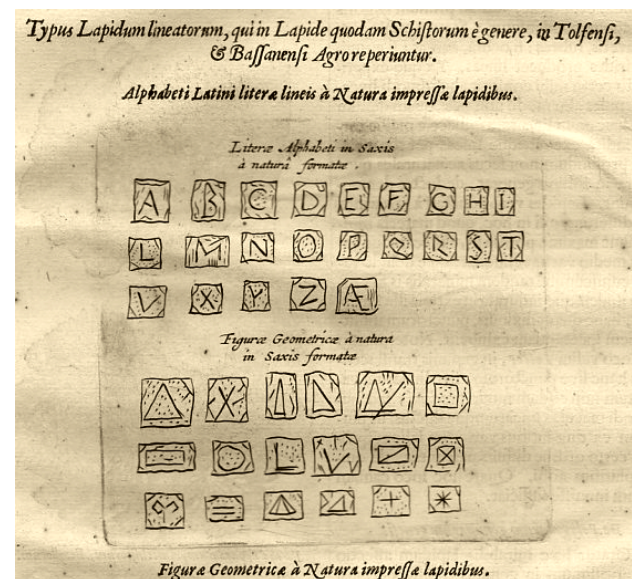 Typus Lapidum lineatorum, qui in Lapide quodam Schistorum è genere, in Tolfensi,
& Bassanensi Agro reperiuntur.
Alphabeti Latini literæ lineis à Natura impressæ lapidibus.
Literæ Alphabeti in Saxis
à naturâ formatæ.
A B C D E F G H I
L M N O P Q R S T
V X Y Z Æ
Figuræ Geometricæ à natura
in Saxis formatæ
Figuræ Geometricæ à Natura impressæ lapidibus.